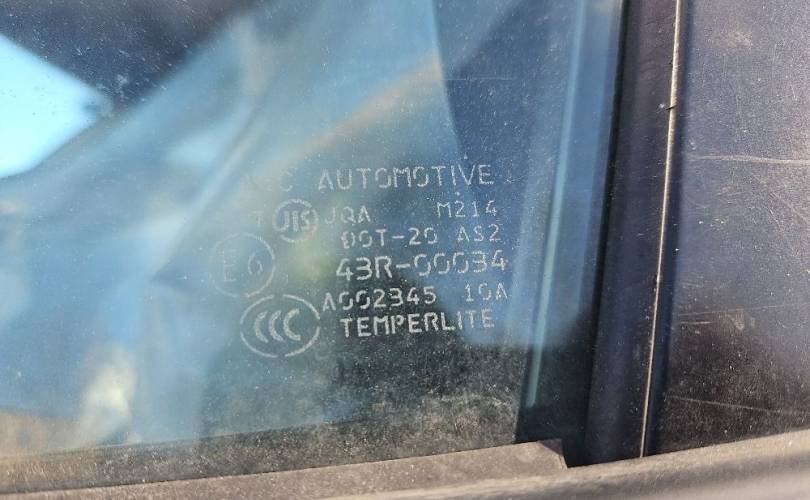 AUTOMOTIVE
T JIS JQA M214
DOT-20 AS2
E6 43R-00034
A002345 10A
CCC TEMPERLITE